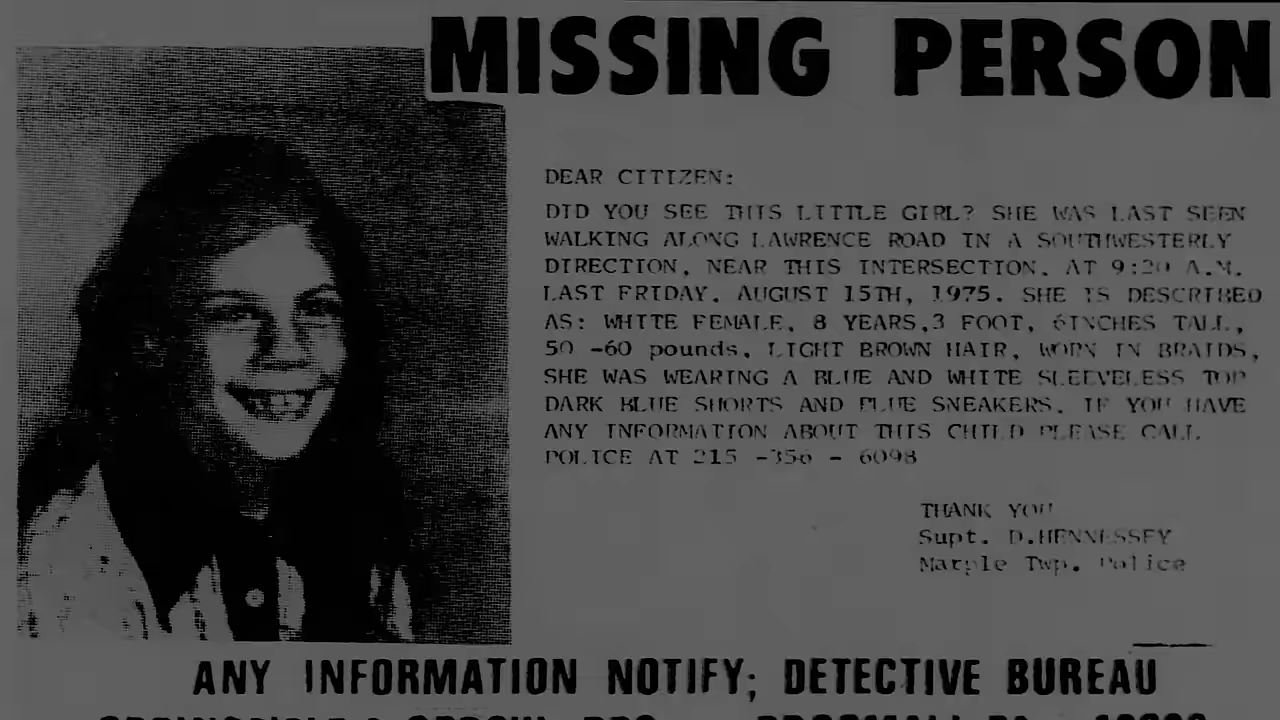 MISSING PERSON
DEAR CITIZEN:
DID YOU SEE THIS LITTLE GIRL? SHE WAS LAST SEEN
WALKING ALONG LAWRENCE ROAD IN A SOUTHWESTERLY
DIRECTION, NEAR THIS INTERSECTION, AT 9:20 A.M.
LAST FRIDAY, AUGUST 15TH, 1975. SHE IS DESCRIBED
AS: WHITE FEMALE, 8 YEARS,3 FOOT, 6INCHES TALL,
50 -60 pounds, LIGHT BROWN HAIR, WORN IN BRAIDS,
SHE WAS WEARING A BLUE AND WHITE SLEEVELESS TOP
DARK BLUE SHORTS AND BLUE SNEAKERS. IF YOU HAVE
ANY INFORMATION ABOUT THIS CHILD PLEASE CALL
POLICE AT 215 -356 - 6098
THANK YOU
Supt. D.HENNESSEY
Marple Twp. Police
ANY INFORMATION NOTIFY; DETECTIVE BUREAU